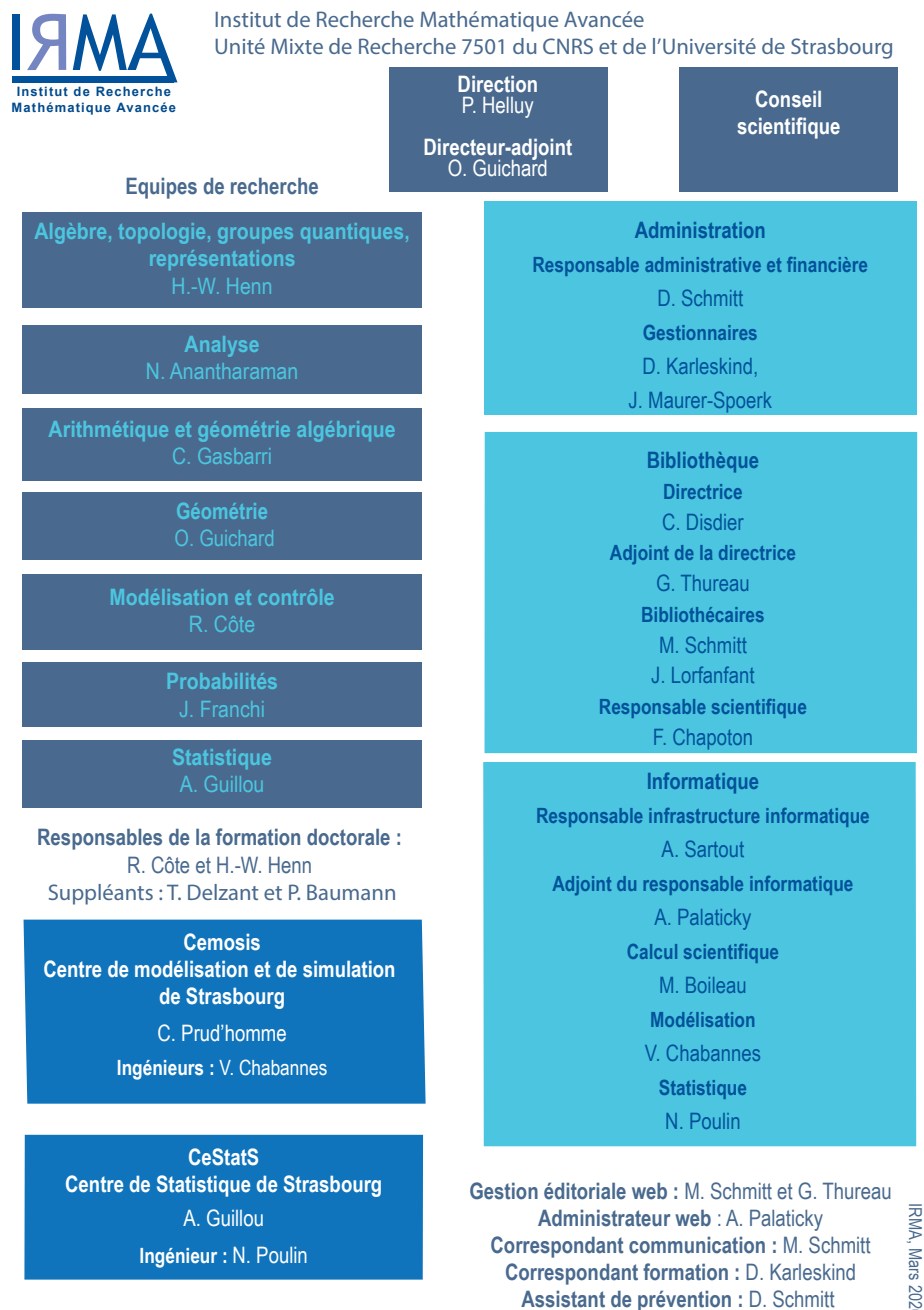 IRMA
Institut de Recherche
Mathématique Avancée
Institut de Recherche Mathématique Avancée
Unité Mixte de Recherche 7501 du CNRS et de l'Université de Strasbourg
Direction
P. Helluy
Directeur-adjoint
O. Guichard
Conseil
scientifique
Equipes de recherche
Algèbre, topologie, groupes quantiques,
représentations
H.-W. Henn
Analyse
N. Anantharaman
Arithmétique et géométrie algébrique
C. Gasbarri
Géométrie
O. Guichard
Modélisation et contrôle
R. Côte
Probabilités
J. Franchi
Statistique
A. Guillou
Responsables de la formation doctorale :
R. Côte et H.-W. Henn
Suppléants : T. Delzant et P. Baumann
Cemosis
Centre de modélisation et de simulation
de Strasbourg
C. Prud'homme
Ingénieurs : V. Chabannes
CeStatS
Centre de Statistique de Strasbourg
A. Guillou
Ingénieur : N. Poulin
Administration
Responsable administrative et financière
D. Schmitt
Gestionnaires
D. Karleskind,
J. Maurer-Spoerk
Bibliothèque
Directrice
C. Disdier
Adjoint de la directrice
G. Thureau
Bibliothécaires
M. Schmitt
J. Lorfanfant
Responsable scientifique
F. Chapoton
Informatique
Responsable infrastructure informatique
A. Sartout
Adjoint du responsable informatique
A. Palaticky
Calcul scientifique
M. Boileau
Modélisation
V. Chabannes
Statistique
N. Poulin
Gestion éditoriale web : M. Schmitt et G. Thureau
Administrateur web : A. Palaticky
Correspondant communication : M. Schmitt
Correspondant formation : D. Karleskind
Assistant de prévention : D. Schmitt
IRMA, Mars